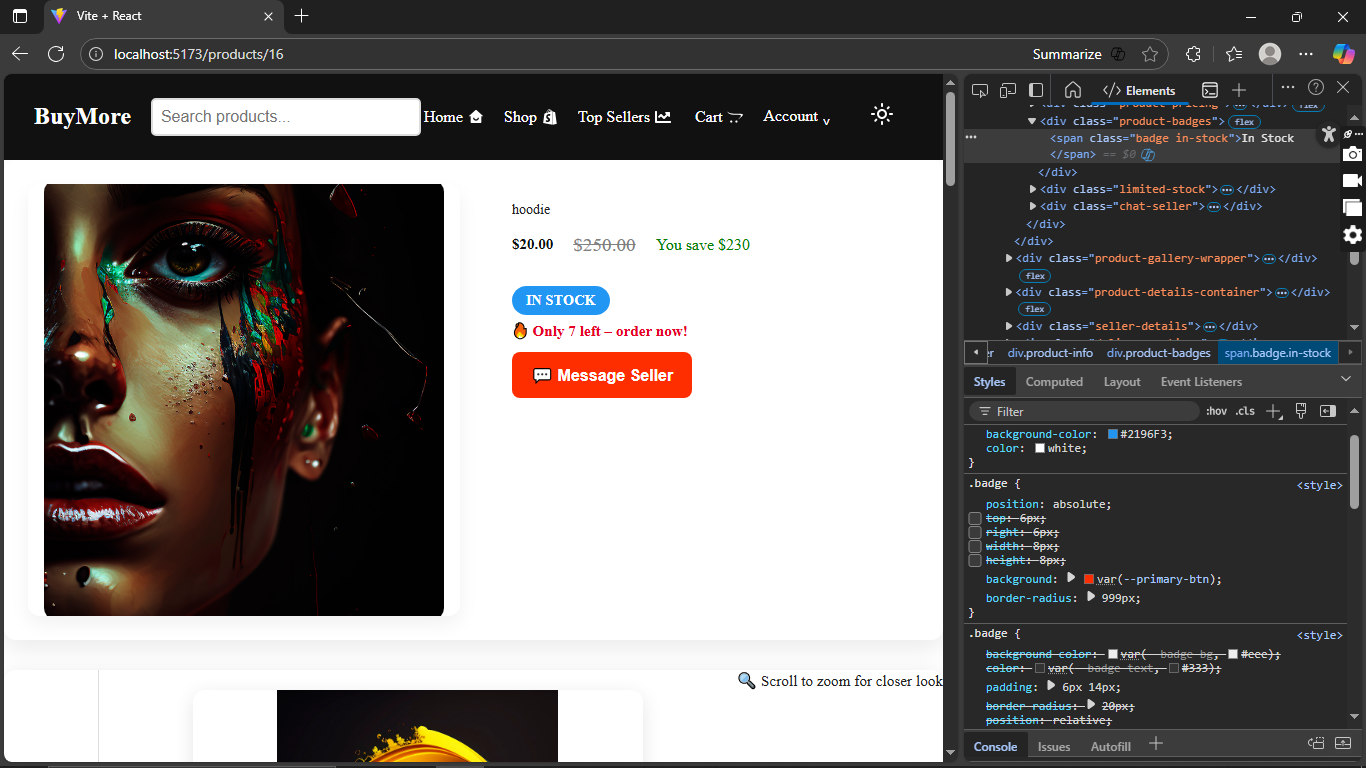 Vite + React
localhost:5173/products/16
Summarize
BuyMore
Search products...
Home
Shop
Top Sellers
Cart
Account
hoodie
$20.00 $250.00 You save $230
IN STOCK
🔥 Only 7 left – order now!
💬 Message Seller
🔍 Scroll to zoom for closer look
Elements
<div class="product-pricing"> ⋯ </div> flex
▼<div class="product-badges"> flex
<span class="badge in-stock">In Stock
</span> == $0
</div>
▶<div class="limited-stock"> ⋯ </div>
▶<div class="chat-seller"> ⋯ </div>
</div>
</div>
▶<div class="product-gallery-wrapper"> ⋯ </div>
flex
▶<div class="product-details-container"> ⋯ </div>
flex
▶<div class="seller-details"> ⋯ </div>
er div.product-info div.product-badges span.badge.in-stock
Styles Computed Layout Event Listeners
Filter :hov .cls
background-color: #2196F3;
color: white;
}
.badge { <style>
position: absolute;
top: 6px;
right: 6px;
width: 8px;
height: 8px;
background: ▶ var(--primary-btn);
border-radius: ▶ 999px;
}
.badge { <style>
background-color: var(--badge-bg, #eee);
color: var(--badge-text, #333);
padding: ▶ 6px 14px;
border-radius: ▶ 20px;
position: relative;
Console Issues Autofill